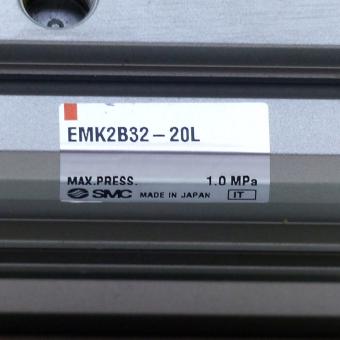 EMK2B32-20L
MAX.PRESS. 1.0 MPa
SMC MADE IN JAPAN IT